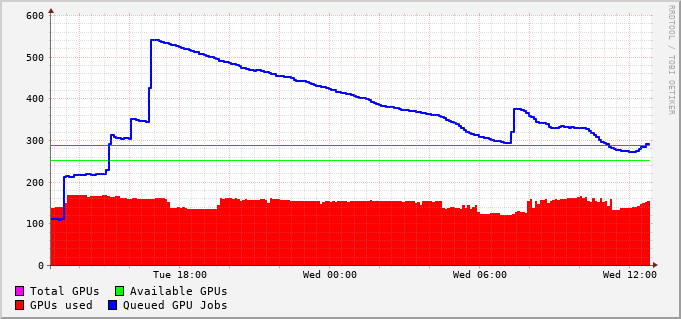 RRDTOOL / TOBI OETIKER
600
500
400
300
200
100
0
Tue 18:00 Wed 00:00 Wed 06:00 Wed 12:00
Total GPUs Available GPUs
GPUs used Queued GPU Jobs